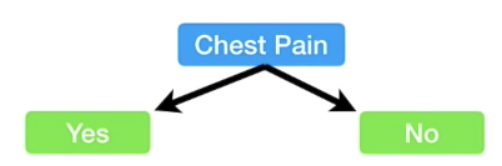 Chest Pain
Yes
No